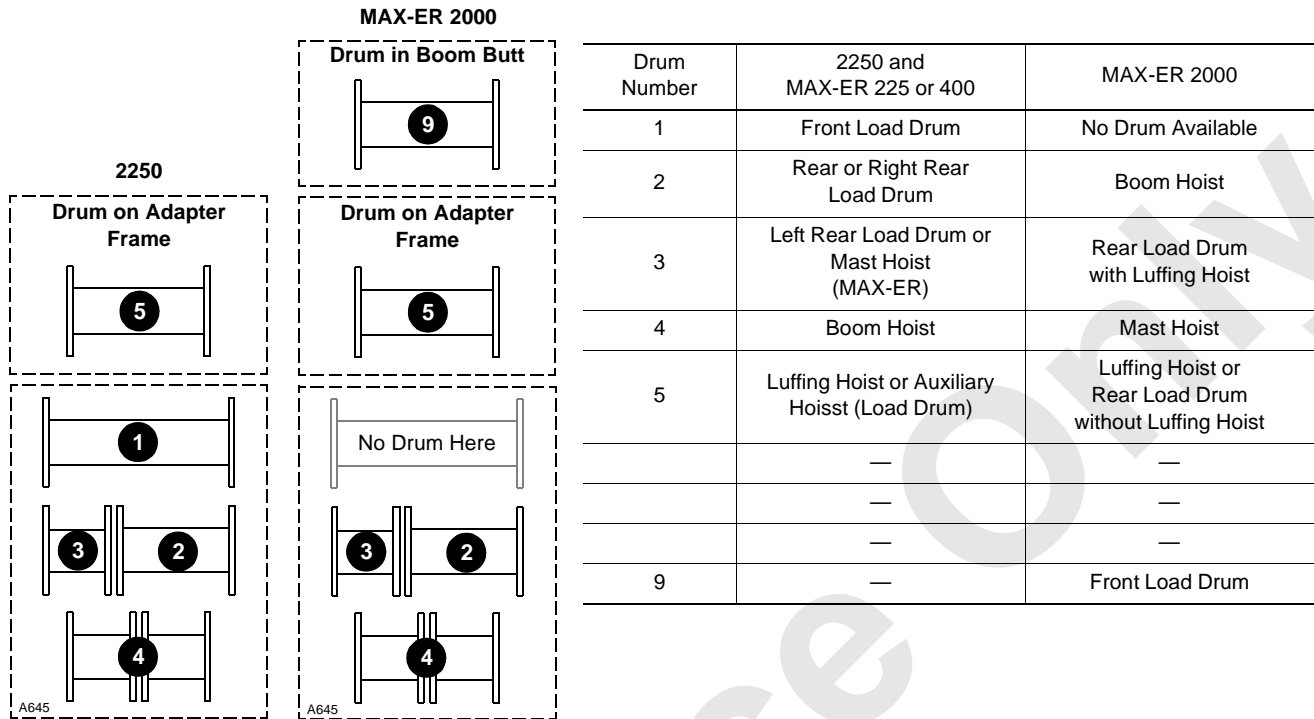 MAX-ER 2000
Drum in Boom Butt
9
2250
Drum on Adapter
Frame
5
Drum on Adapter
Frame
5
1
No Drum Here
3 2
3 2
4
4
A645
A645
Drum
Number
2250 and
MAX-ER 225 or 400
MAX-ER 2000
1
Front Load Drum
No Drum Available
2
Rear or Right Rear
Load Drum
Boom Hoist
3
Left Rear Load Drum or
Mast Hoist
(MAX-ER)
Rear Load Drum
with Luffing Hoist
4
Boom Hoist
Mast Hoist
5
Luffing Hoist or Auxiliary
Hoisst (Load Drum)
Luffing Hoist or
Rear Load Drum
without Luffing Hoist
— —
— —
— —
9
—
Front Load Drum
ce Only